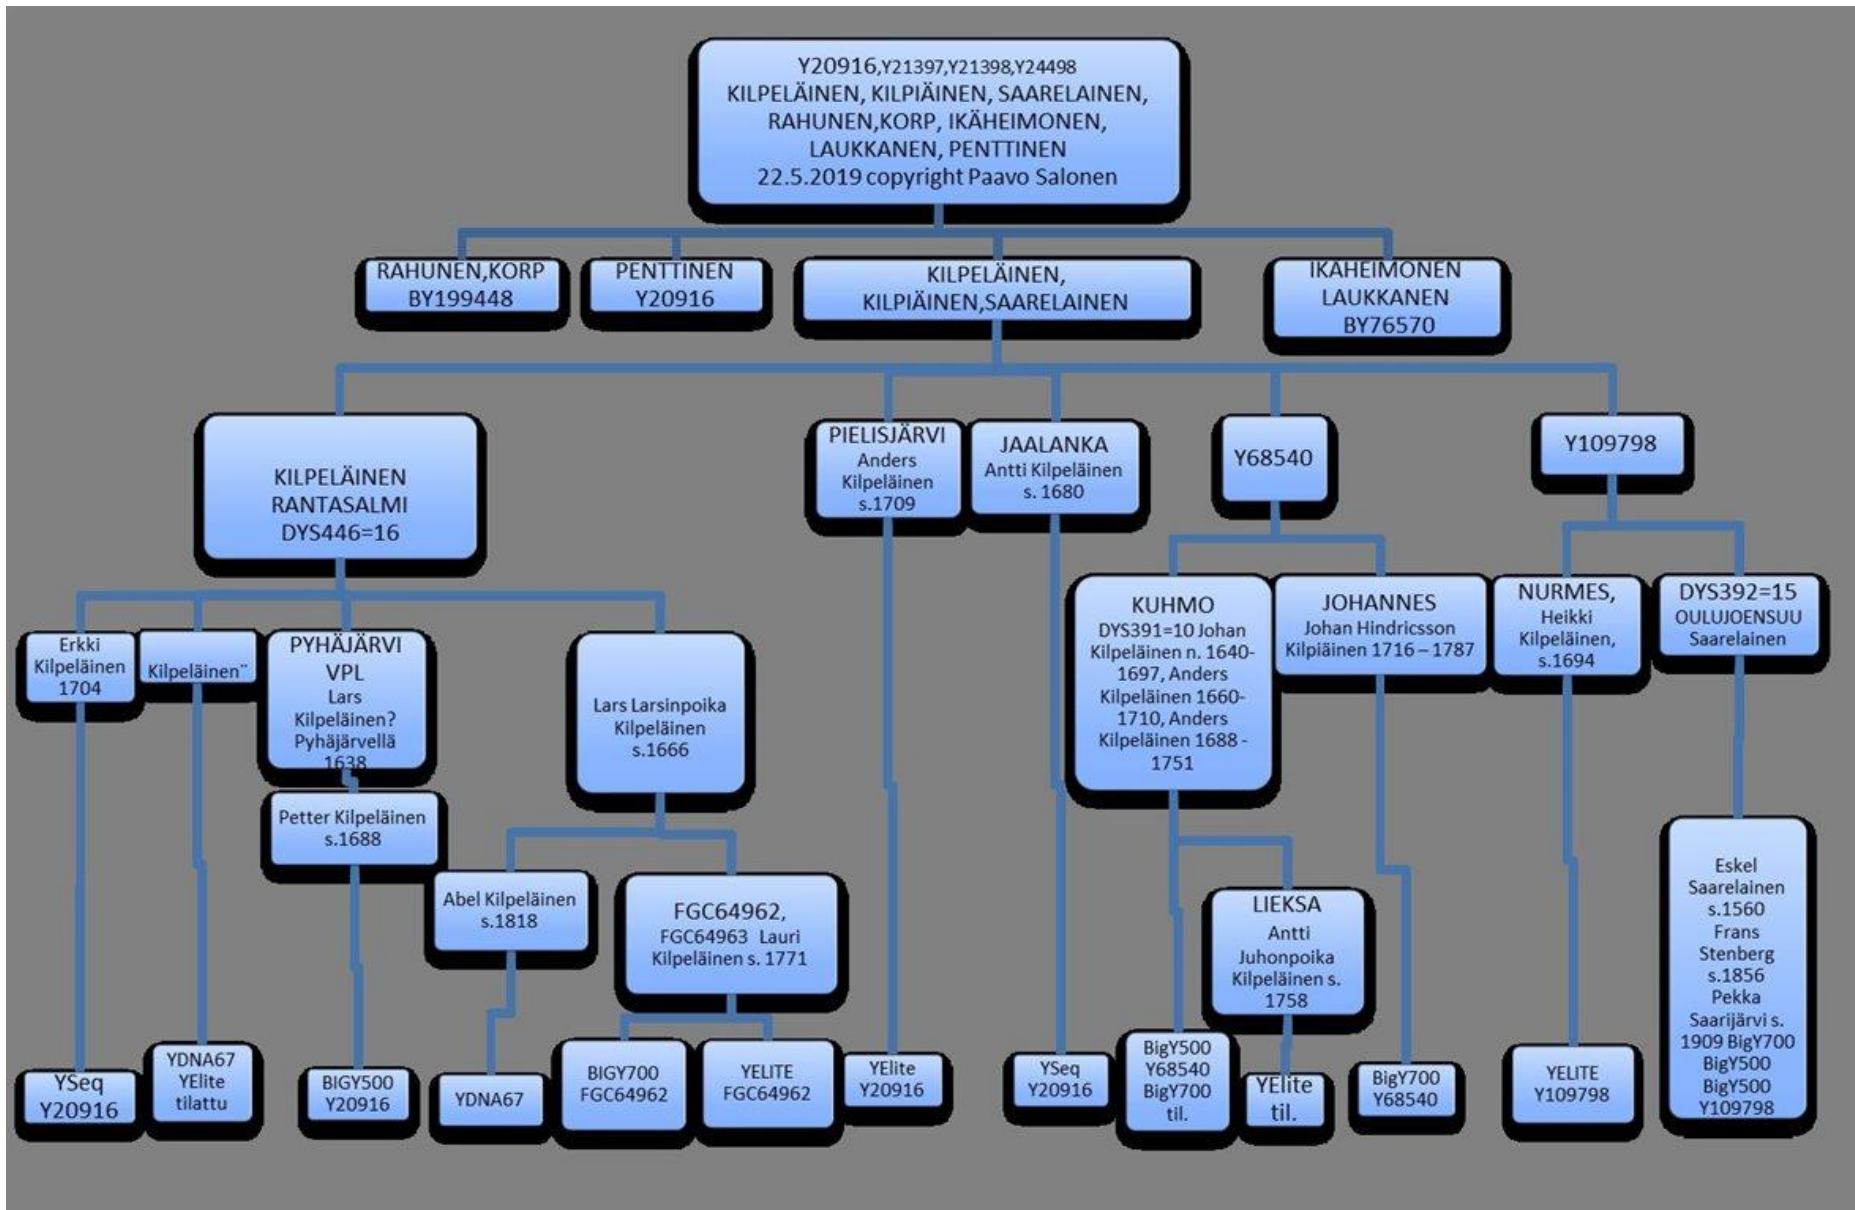 Y20916,Y21397,Y21398,Y24498
KILPELÄINEN, KILPIÄINEN, SAARELAINEN,
RAHUNEN,KORP, IKÄHEIMONEN,
LAUKKANEN, PENTTINEN
22.5.2019 copyright Paavo Salonen
RAHUNEN,KORP
BY199448
PENTTINEN
Y20916
KILPELÄINEN,
KILPIÄINEN,SAARELAINEN
IKÄHEIMONEN
LAUKKANEN
BY76570
KILPELÄINEN
RANTASALMI
DYS446=16
PIELISJÄRVI
Anders
Kilpeläinen
s.1709
JAALANKA
Antti Kilpeläinen
s. 1680
Y68540
Y109798
Erkki
Kilpeläinen
1704
Kilpeläinen¨
PYHÄJÄRVI
VPL
Lars
Kilpeläinen?
Pyhäjärvellä
1638
Lars Larsinpoika
Kilpeläinen
s.1666
KUHMO
DYS391=10 Johan
Kilpeläinen n. 1640-
1697, Anders
Kilpeläinen 1660-
1710, Anders
Kilpeläinen 1688 -
1751
JOHANNES
Johan Hindricsson
Kilpiäinen 1716 – 1787
NURMES,
Heikki
Kilpeläinen,
s.1694
DYS392=15
OULUJOENSUU
Saarelainen
Petter Kilpeläinen
s.1688
Abel Kilpeläinen
s.1818
FGC64962,
FGC64963 Lauri
Kilpeläinen s. 1771
LIEKSA
Antti
Juhonpoika
Kilpeläinen s.
1758
Eskel
Saarelainen
s.1560
Frans
Stenberg
s.1856
Pekka
Saarijärvi s.
1909 BigY700
BigY500
BigY500
Y109798
YSeq
Y20916
YDNA67
YElite
tilattu
BIGY500
Y20916
YDNA67
BIGY700
FGC64962
YELITE
FGC64962
YElite
Y20916
YSeq
Y20916
BigY500
Y68540
BigY700
til.
YElite
til.
BigY700
Y68540
YELITE
Y109798